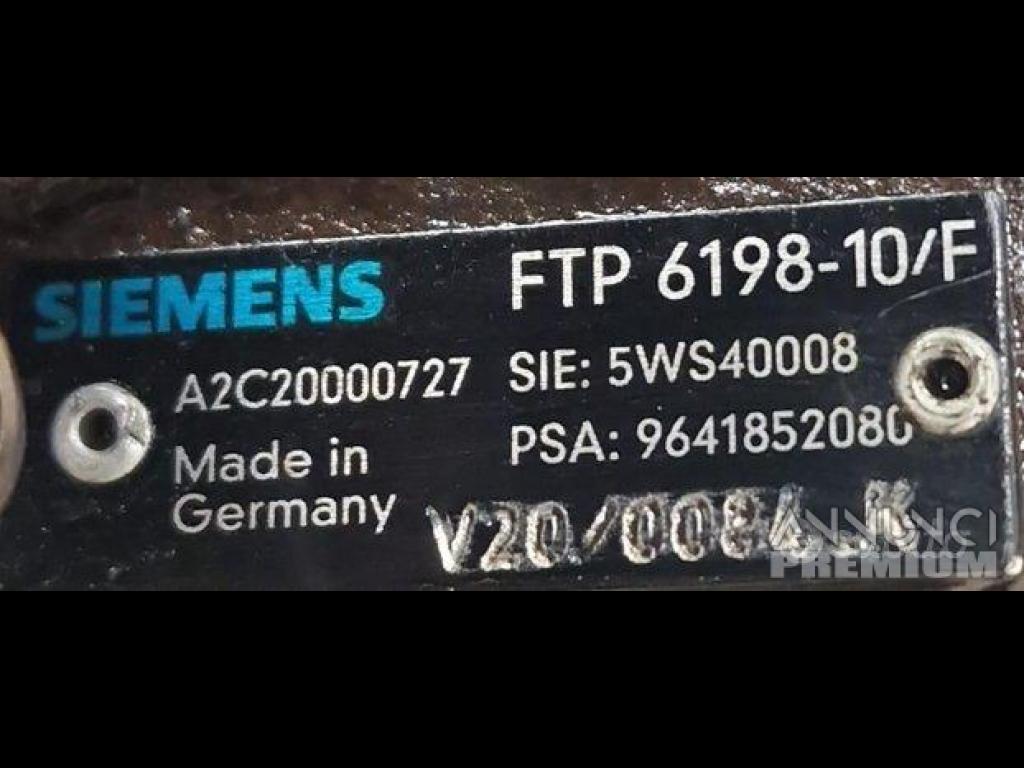 SIEMENS
FTP 6198-10/F
A2C20000727
SIE: 5WS40008
Made in
Germany
PSA: 9641852080
ANNUNCI
PREMIUM